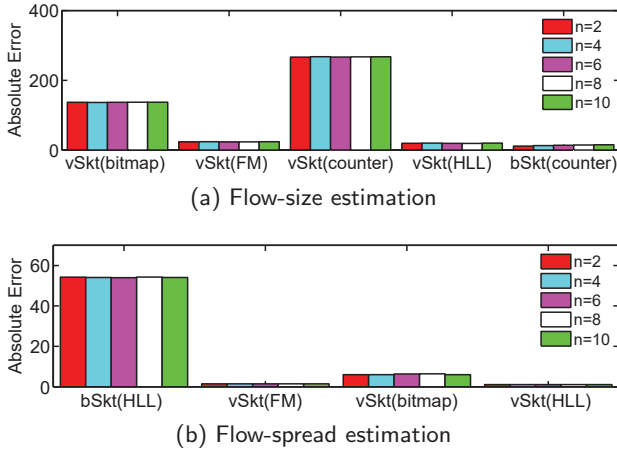 400
200
0
Absolute Error
n=2
n=4
n=6
n=8
n=10
vSkt(bitmap) vSkt(FM) vSkt(counter) vSkt(HLL) bSkt(counter)
(a) Flow-size estimation
60
40
20
0
Absolute Error
n=2
n=4
n=6
n=8
n=10
bSkt(HLL) vSkt(FM) vSkt(bitmap) vSkt(HLL)
(b) Flow-spread estimation